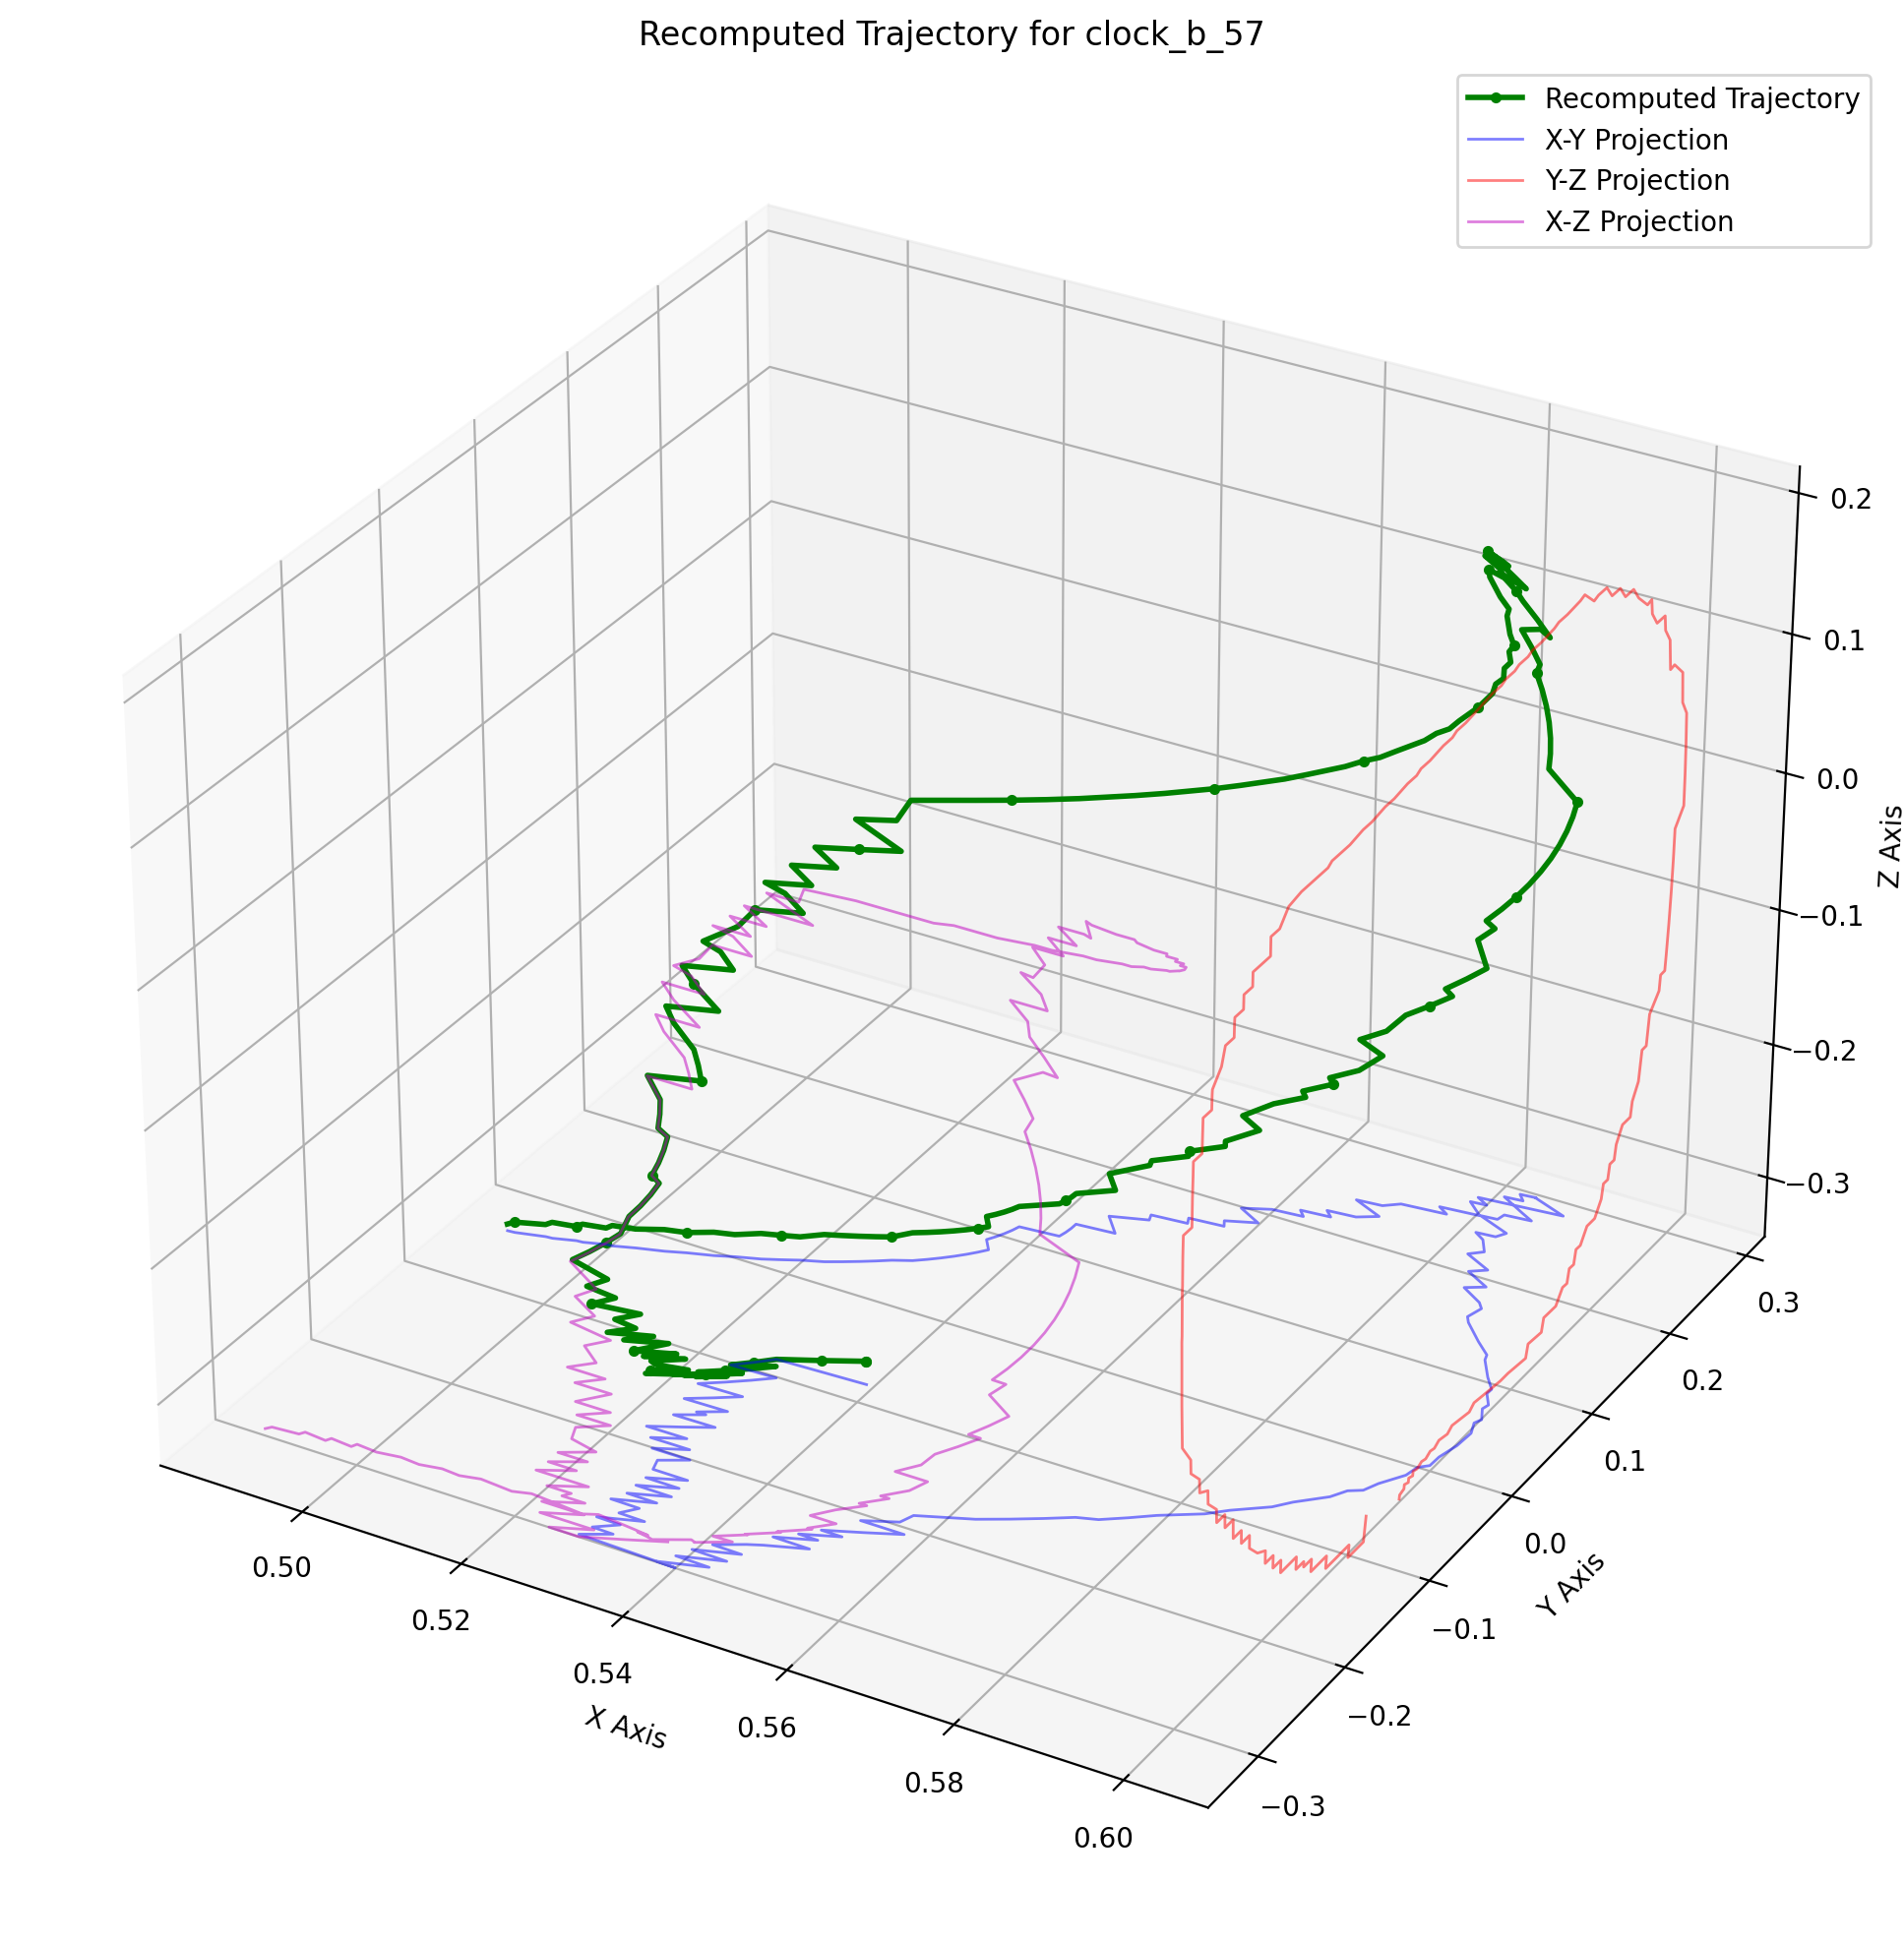 Recomputed Trajectory for clock_b_57
Recomputed Trajectory
X-Y Projection
Y-Z Projection
X-Z Projection
0.2
0.1
0.0
−0.1
−0.2
−0.3
Z Axis
0.3
0.2
0.1
0.0
−0.1
−0.2
−0.3
Y Axis
0.50
0.52
0.54
0.56
0.58
0.60
X Axis